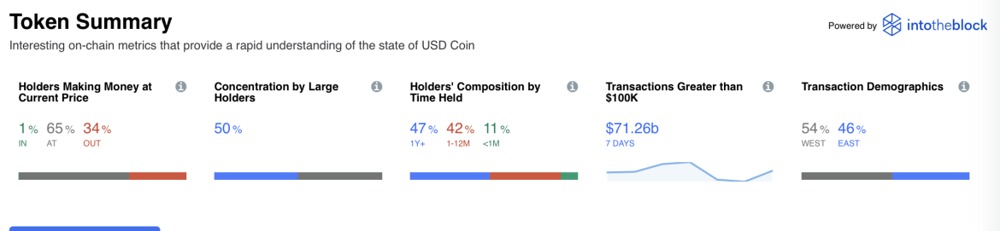 Token Summary
Powered by intotheblock
Interesting on-chain metrics that provide a rapid understanding of the state of USD Coin
Holders Making Money at
Current Price
1% 65% 34%
IN AT OUT
Concentration by Large
Holders
50%
Holders' Composition by
Time Held
47% 42% 11%
1Y+ 1-12M <1M
Transactions Greater than
$100K
$71.26b
7 DAYS
Transaction Demographics
54% 46%
WEST EAST